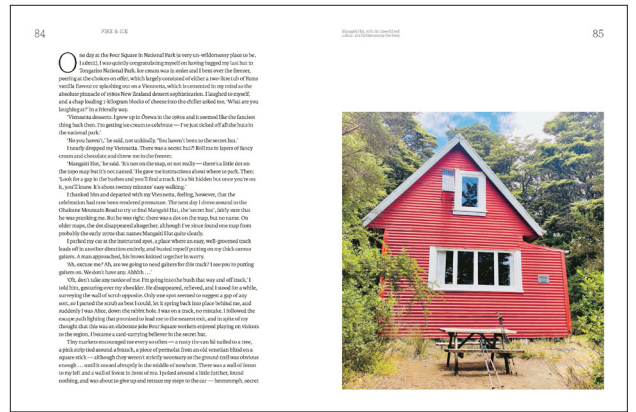 84
FIRE & ICE
One day at the Four Square in National Park (a very un-wilderness place to be,
I admit), I was quietly congratulating myself on having bagged my last hut in
Tongariro National Park. Ice cream was in order and I bent over the freezer,
peering at the choices on offer, which largely consisted of either a two-litre tub of Pams
vanilla flavour or splashing out on a Viennetta, which is cemented in my mind as the
absolute pinnacle of 1980s New Zealand dessert sophistication. I laughed to myself,
and a chap loading 1-kilogram blocks of cheese into the chiller asked me, 'What are you
laughing at?' in a friendly way.
'Viennetta desserts. I grew up in Ōrewa in the 1980s and it seemed like the fanciest
thing back then. I'm getting ice cream to celebrate — I've just ticked off all the huts in
the national park.'
'No you haven't,' he said, not unkindly. 'You haven't been to the secret hut.'
I nearly dropped my Viennetta. There was a secret hut?! Roll me in layers of fancy
cream and chocolate and throw me in the freezer.
'Mangaiti Hut,' he said. 'It's not on the map, or not really — there's a little dot on
the topo map but it's not named.' He gave me instructions about where to park. Then:
'Look for a gap in the bushes and you'll find a track. It's a bit hidden but once you're on
it, you'll know. It's about twenty minutes' easy walking.'
I thanked him and departed with my Viennetta, feeling, however, that the
celebration had now been rendered premature. The next day I drove around to the
Ohakune Mountain Road to try to find Mangaiti Hut, the 'secret hut', fairly sure that
he was pranking me. But he was right: there was a dot on the map, but no name. On
older maps, the dot disappeared altogether, although I've since found one map from
probably the early 1970s that names Mangaiti Hut quite clearly.
I parked my car at the instructed spot, a place where an easy, well-groomed track
leads off in another direction entirely, and busied myself putting on my thick canvas
gaiters. A man approached, his brows knitted together in worry.
'Ah, excuse me? Ah, are we going to need gaiters for this track? I see you're putting
gaiters on. We don't have any. Ahhhh . . .'
'Oh, don't take any notice of me. I'm going into the bush that way and off track,' I
told him, gesturing over my shoulder. He disappeared, relieved, and I stood for a while,
surveying the wall of scrub opposite. Only one spot seemed to suggest a gap of any
sort, so I parted the scrub as best I could, let it spring back into place behind me, and
suddenly I was Alice, down the rabbit hole. I was on a track, no mistake. I followed the
escape path lighting that promised to lead me to the nearest exit, and in spite of my
thought that this was an elaborate joke Four Square workers enjoyed playing on visitors
to the region, I became a card-carrying believer in the secret hut.
Tiny markers encouraged me every so often — a rusty tin-can lid nailed to a tree,
a pink strip tied around a branch, a piece of permolat from an old venetian blind on a
square stick — although they weren't strictly necessary as the ground trail was obvious
enough . . . until it ceased abruptly in the middle of nowhere. There was a wall of forest
to my left and a wall of forest in front of me. I poked around a little further, found
nothing, and was about to give up and retrace my steps to the car — hmmmmph, secret
Mangaiti Hut, with its cheerful red
85